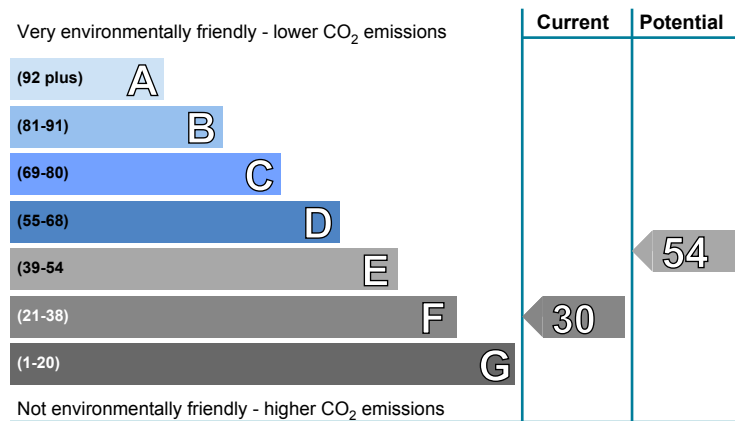 Current Potential
Very environmentally friendly - lower CO₂ emissions
(92 plus) A
(81-91) B
(69-80) C
(55-68) D
54
(39-54 E
(21-38) F 30
(1-20) G
Not environmentally friendly - higher CO₂ emissions